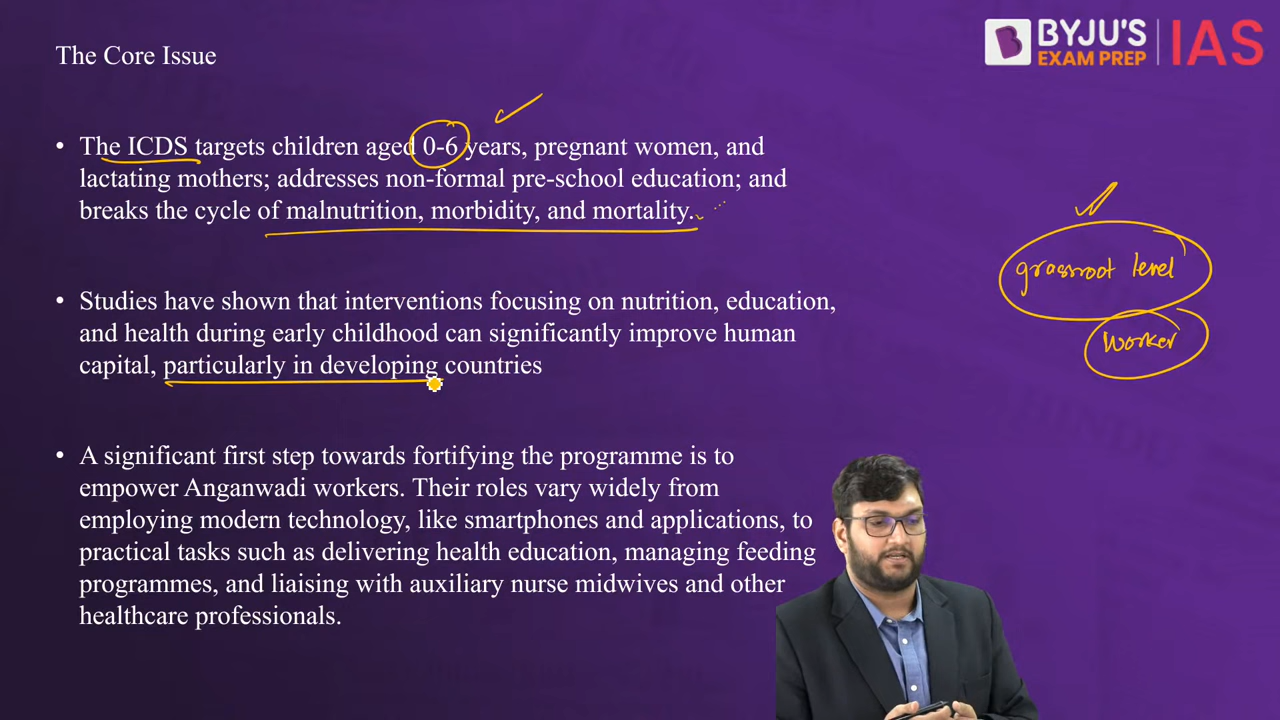 The Core Issue
BYJU'S
EXAM PREP
IAS
• The ICDS targets children aged 0-6 years, pregnant women, and
lactating mothers; addresses non-formal pre-school education; and
breaks the cycle of malnutrition, morbidity, and mortality.
grassroot level
worker
• Studies have shown that interventions focusing on nutrition, education,
and health during early childhood can significantly improve human
capital, particularly in developing countries
• A significant first step towards fortifying the programme is to
empower Anganwadi workers. Their roles vary widely from
employing modern technology, like smartphones and applications, to
practical tasks such as delivering health education, managing feeding
programmes, and liaising with auxiliary nurse midwives and other
healthcare professionals.